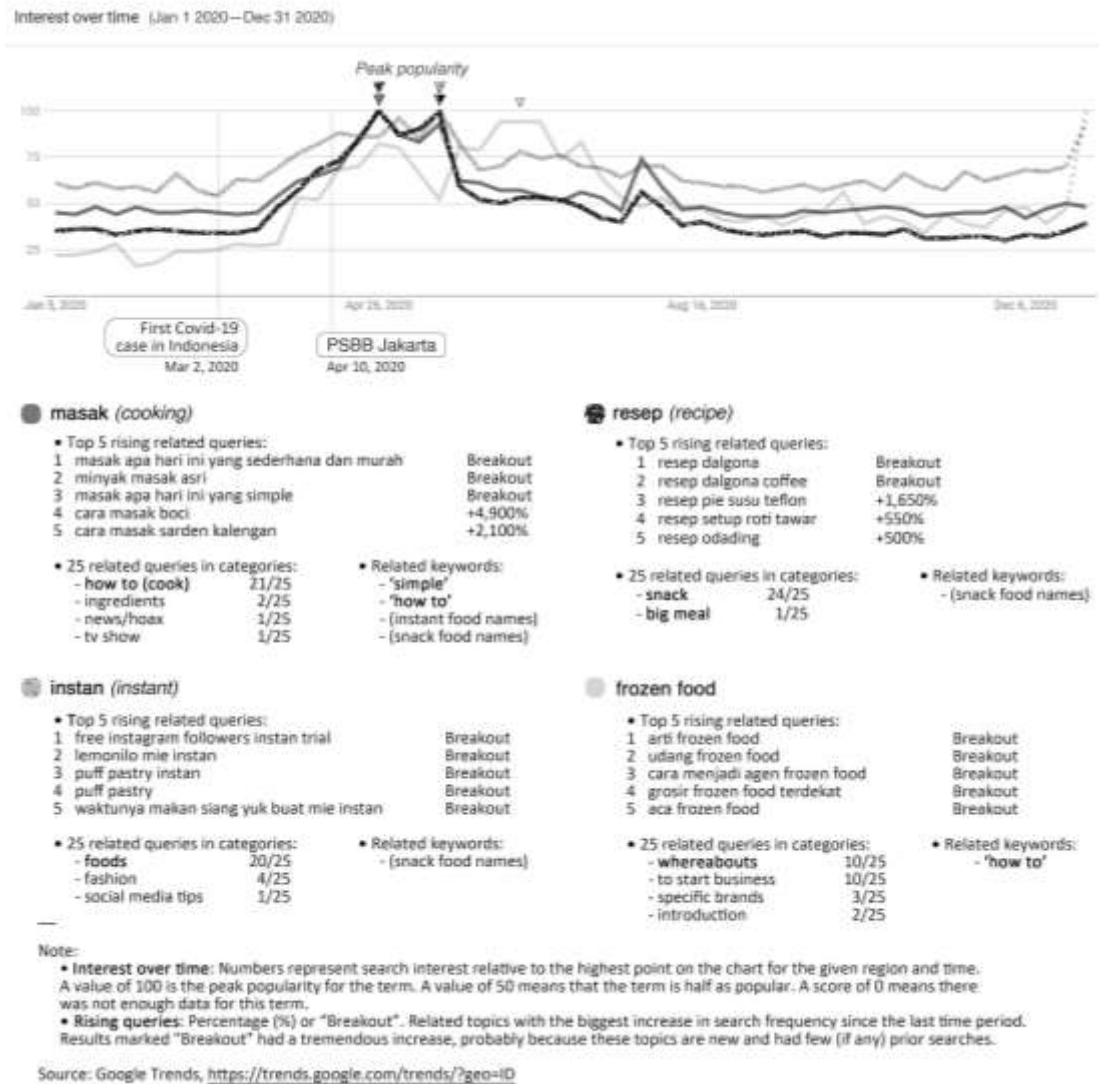 Interest over time (Jan 1 2020—Dec 31 2020)
Peak popularity
100
75
50
25
Jan 5, 2020
Apr 26, 2020
Aug 16, 2020
Dec 6, 2020
First Covid-19
case in Indonesia
Mar 2, 2020
PSBB Jakarta
Apr 10, 2020
masak (cooking)
• Top 5 rising related queries:
1 masak apa hari ini yang sederhana dan murah Breakout
2 minyak masak asri Breakout
3 masak apa hari ini yang simple Breakout
4 cara masak boci +4,900%
5 cara masak sarden kalengan +2,100%
• 25 related queries in categories:
- how to (cook) 21/25
- ingredients 2/25
- news/hoax 1/25
- tv show 1/25
• Related keywords:
- 'simple'
- 'how to'
- (instant food names)
- (snack food names)
resep (recipe)
• Top 5 rising related queries:
1 resep dalgona Breakout
2 resep dalgona coffee Breakout
3 resep pie susu teflon +1,650%
4 resep setup roti tawar +550%
5 resep odading +500%
• 25 related queries in categories:
- snack 24/25
- big meal 1/25
• Related keywords:
- (snack food names)
instan (instant)
• Top 5 rising related queries:
1 free instagram followers instan trial Breakout
2 lemonilo mie instan Breakout
3 puff pastry instan Breakout
4 puff pastry Breakout
5 waktunya makan siang yuk buat mie instan Breakout
• 25 related queries in categories:
- foods 20/25
- fashion 4/25
- social media tips 1/25
• Related keywords:
- (snack food names)
frozen food
• Top 5 rising related queries:
1 arti frozen food Breakout
2 udang frozen food Breakout
3 cara menjadi agen frozen food Breakout
4 grosir frozen food terdekat Breakout
5 aca frozen food Breakout
• 25 related queries in categories:
- whereabouts 10/25
- to start business 10/25
- specific brands 3/25
- introduction 2/25
• Related keywords:
- 'how to'
Note:
• Interest over time: Numbers represent search interest relative to the highest point on the chart for the given region and time.
A value of 100 is the peak popularity for the term. A value of 50 means that the term is half as popular. A score of 0 means there
was not enough data for this term.
• Rising queries: Percentage (%) or "Breakout". Related topics with the biggest increase in search frequency since the last time period.
Results marked "Breakout" had a tremendous increase, probably because these topics are new and had few (if any) prior searches.
Source: Google Trends, https://trends.google.com/trends/?geo=ID